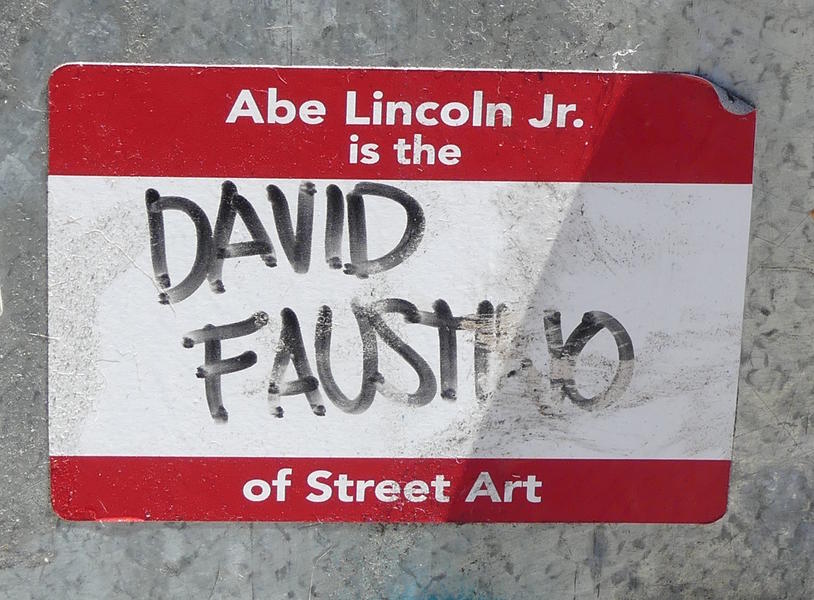 Abe Lincoln Jr.
is the
DAVID
FAUSTINO
of Street Art